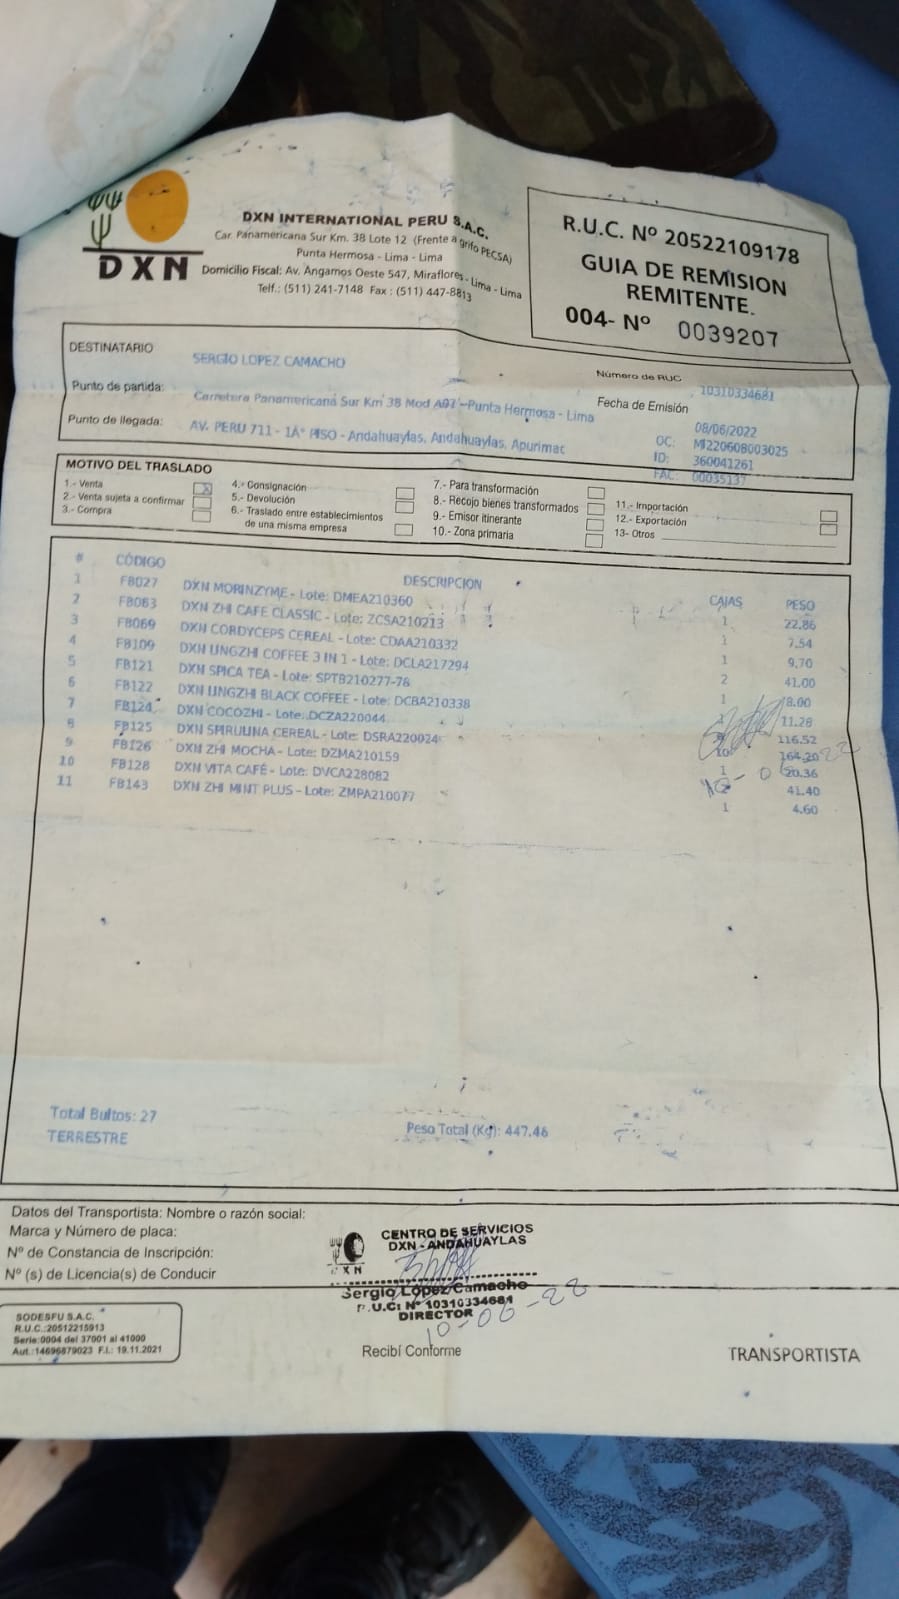 DXN
DXN INTERNATIONAL PERU S.A.C.
Car. Panamericana Sur Km. 38 Lote 12 (Frente a grifo PECSA)
Punta Hermosa - Lima - Lima
Domicilio Fiscal: Av. Angamos Oeste 547, Miraflores - Lima - Lima
Telf.: (511) 241-7148 Fax : (511) 447-8813
R.U.C. Nº 20522109178
GUIA DE REMISION
REMITENTE.
004- Nº 0039207
DESTINATARIO SERGIO LOPEZ CAMACHO
Número de RUC 10310334681
Punto de partida: Carretera Panamericana Sur Km 38 Mod A07 -Punta Hermosa - Lima
Fecha de Emisión 08/06/2022
Punto de llegada: AV. PERU 711 - 1Aº PISO - Andahuaylas, Andahuaylas, Apurimac
OC: MI220608003025
ID: 360041261
FAC: 00035137
MOTIVO DEL TRASLADO
1.- Venta
2.- Venta sujeta a confirmar
3.- Compra
4.- Consignación
5.- Devolución
6.- Traslado entre establecimientos
de una misma empresa
7.- Para transformación
8.- Recojo bienes transformados
9.- Emisor itinerante
10.- Zona primaria
11.- Importación
12.- Exportación
13- Otros
# CÓDIGO DESCRIPCION CAJAS PESO
1 FB027 DXN MORINZYME - Lote: DMEA210360 1 22.86
2 FB063 DXN ZHI CAFE CLASSIC - Lote: ZCSA210213 1 7.54
3 FB069 DXN CORDYCEPS CEREAL - Lote: CDAA210332 1 9.70
4 FB109 DXN LINGZHI COFFEE 3 IN 1 - Lote: DCLA217294 2 41.00
5 FB121 DXN SPICA TEA - Lote: SPTB210277-78 1 8.00
6 FB122 DXN LINGZHI BLACK COFFEE - Lote: DCBA210338 11.28
7 FB124 DXN COCOZHI - Lote: DCZA220044 116.52
8 FB125 DXN SPIRULINA CEREAL - Lote: DSRA220024 10 164.20
9 FB126 DXN ZHI MOCHA - Lote: DZMA210159 1 20.36
10 FB128 DXN VITA CAFÉ - Lote: DVCA228082 2 41.40
11 FB143 DXN ZHI MINT PLUS - Lote: ZMPA210077 1 4.60
Total Bultos: 27
Peso Total (Kg): 447.46
TERRESTRE
Datos del Transportista: Nombre o razón social:
Marca y Número de placa:
Nº de Constancia de Inscripción:
Nº (s) de Licencia(s) de Conducir
DXN
CENTRO DE SERVICIOS
DXN - ANDAHUAYLAS
Sergio López Camacho
R.U.C: Nº 10310334681
DIRECTOR
10-06-22
Recibí Conforme
TRANSPORTISTA
SODESFU S.A.C.
R.U.C.:20512215913
Serie:0004 del 37001 al 41000
Aut.:14696879023 F.I.: 19.11.2021